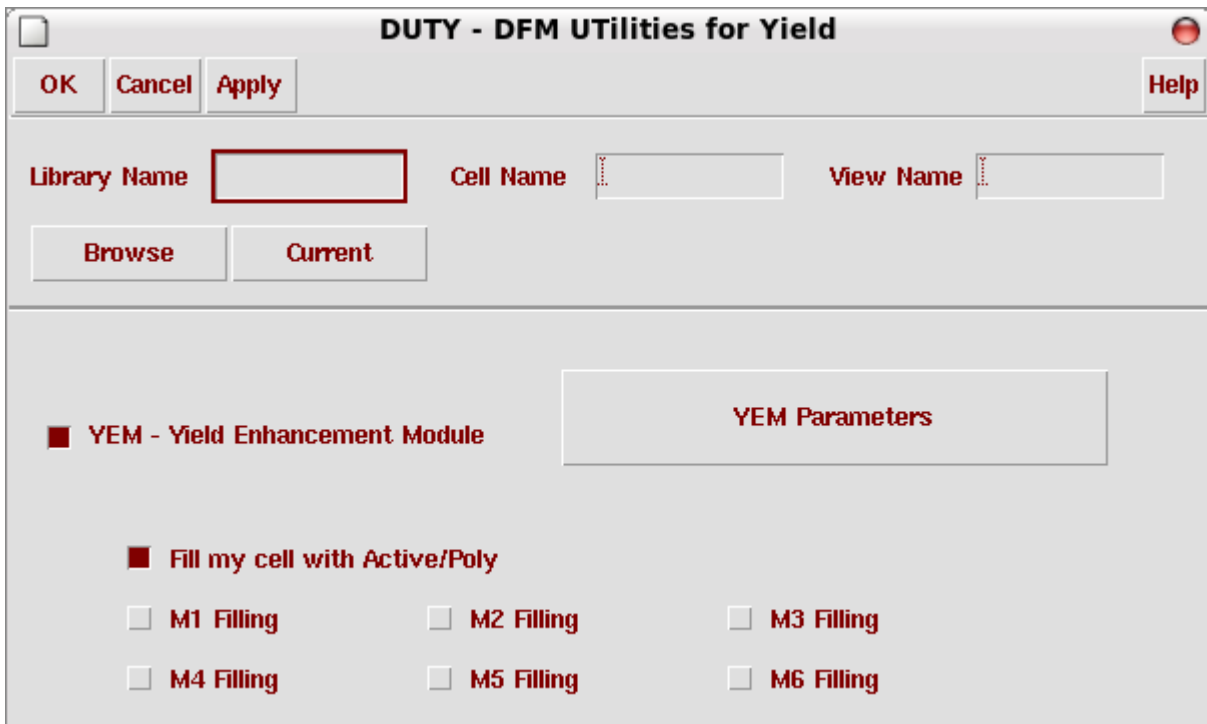 DUTY - DFM UTilities for Yield
OK Cancel Apply Help
Library Name Cell Name View Name
Browse Current
YEM Parameters
YEM - Yield Enhancement Module
Fill my cell with Active/Poly
M1 Filling M2 Filling M3 Filling
M4 Filling M5 Filling M6 Filling